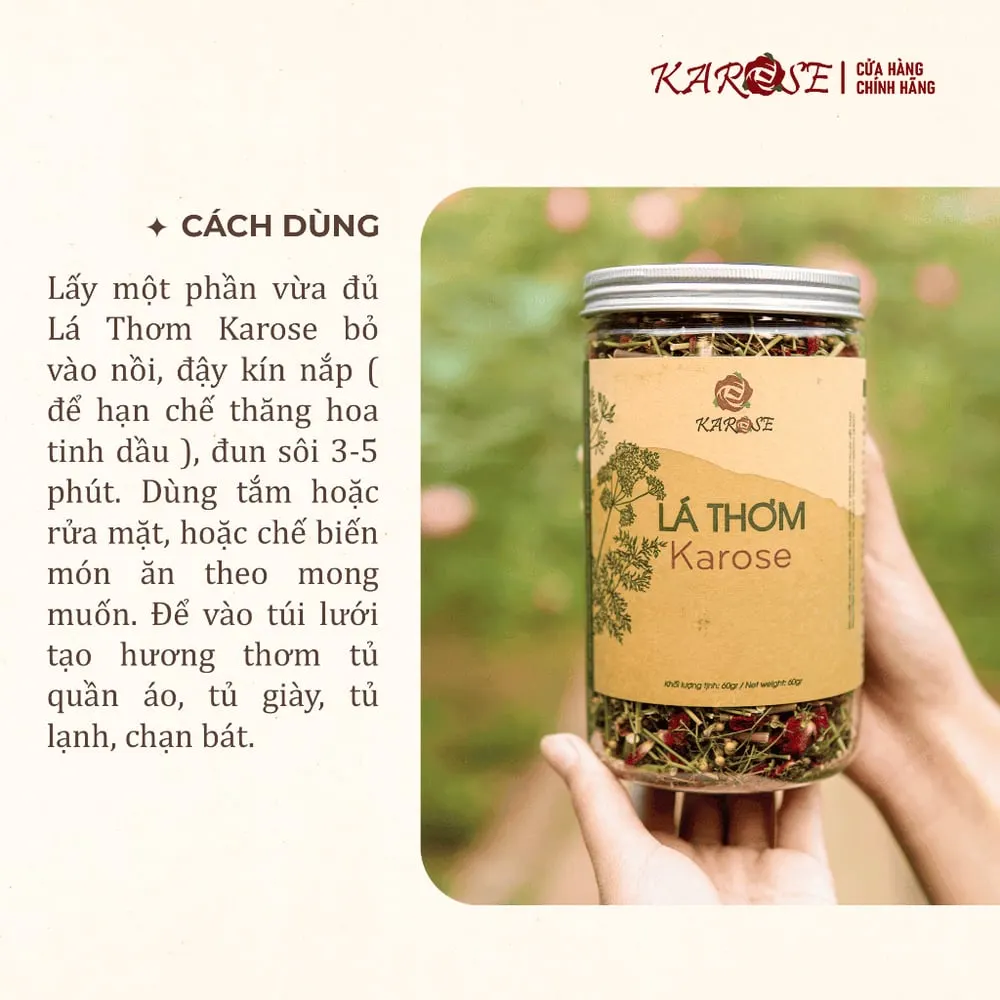 KAROSE
CỬA HÀNG
CHÍNH HÃNG
CÁCH DÙNG
Lấy một phần vừa đủ
Lá Thơm Karose bỏ
vào nồi, đậy kín nắp (
để hạn chế thăng hoa
tinh dầu ), đun sôi 3-5
phút. Dùng tắm hoặc
rửa mặt, hoặc chế biến
món ăn theo mong
muốn. Để vào túi lưới
tạo hương thơm tủ
quần áo, tủ giày, tủ
lạnh, chạn bát.
KAROSE
LÁ THƠM
Karose
Khối lượng tịnh: 60gr / Net weight: 60gr